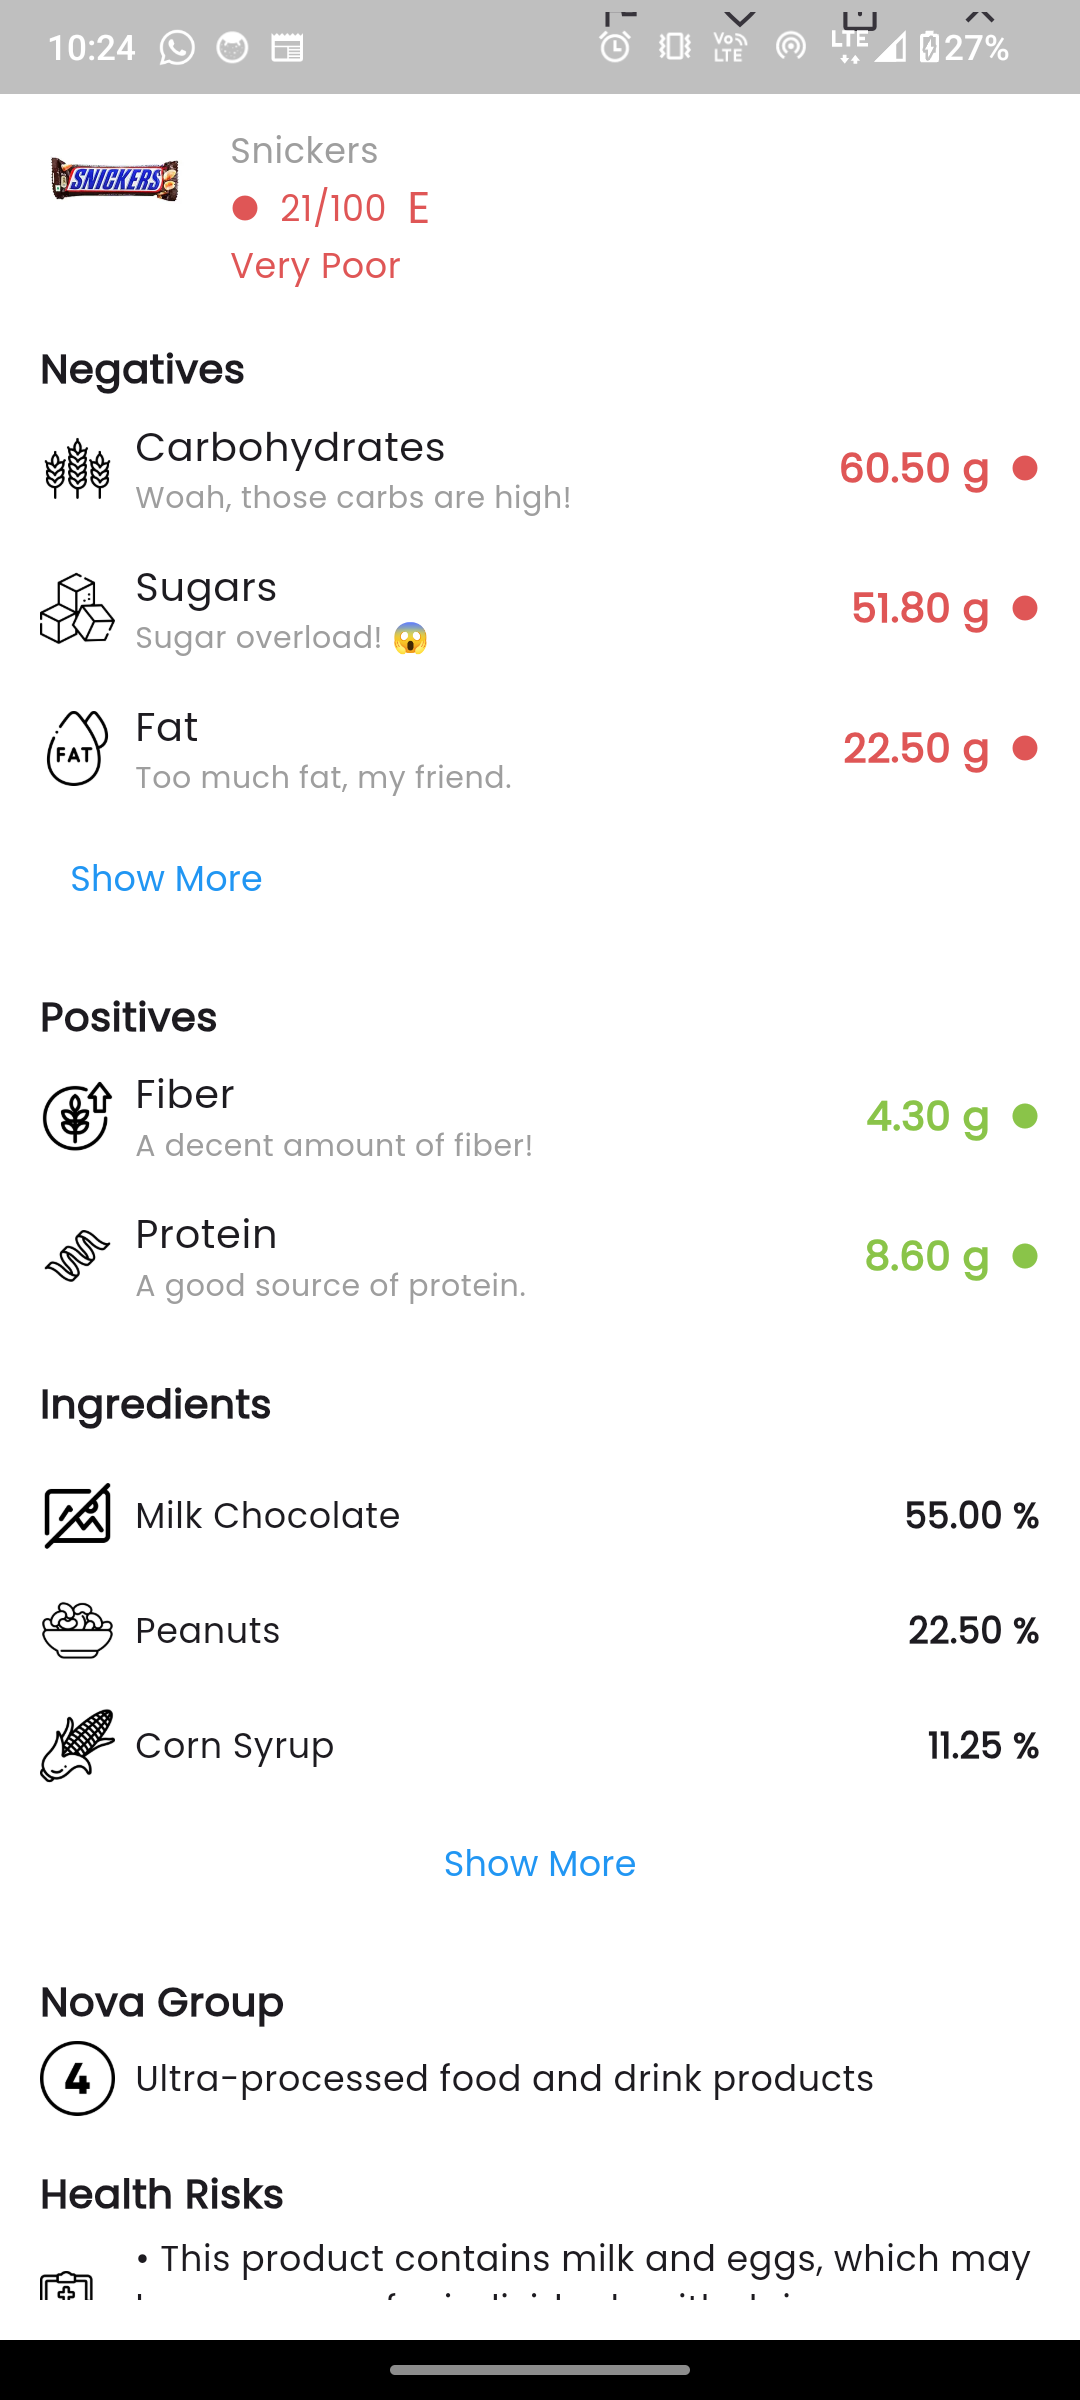 10:24
Vo
LTE
LTE
27%
SNICKERS
Snickers
21/100 E
Very Poor
Negatives
Carbohydrates
Woah, those carbs are high!
60.50 g
Sugars
Sugar overload! 😱
51.80 g
FAT
Fat
Too much fat, my friend.
22.50 g
Show More
Positives
Fiber
A decent amount of fiber!
4.30 g
Protein
A good source of protein.
8.60 g
Ingredients
Milk Chocolate 55.00 %
Peanuts 22.50 %
Corn Syrup 11.25 %
Show More
Nova Group
4 Ultra-processed food and drink products
Health Risks
• This product contains milk and eggs, which may